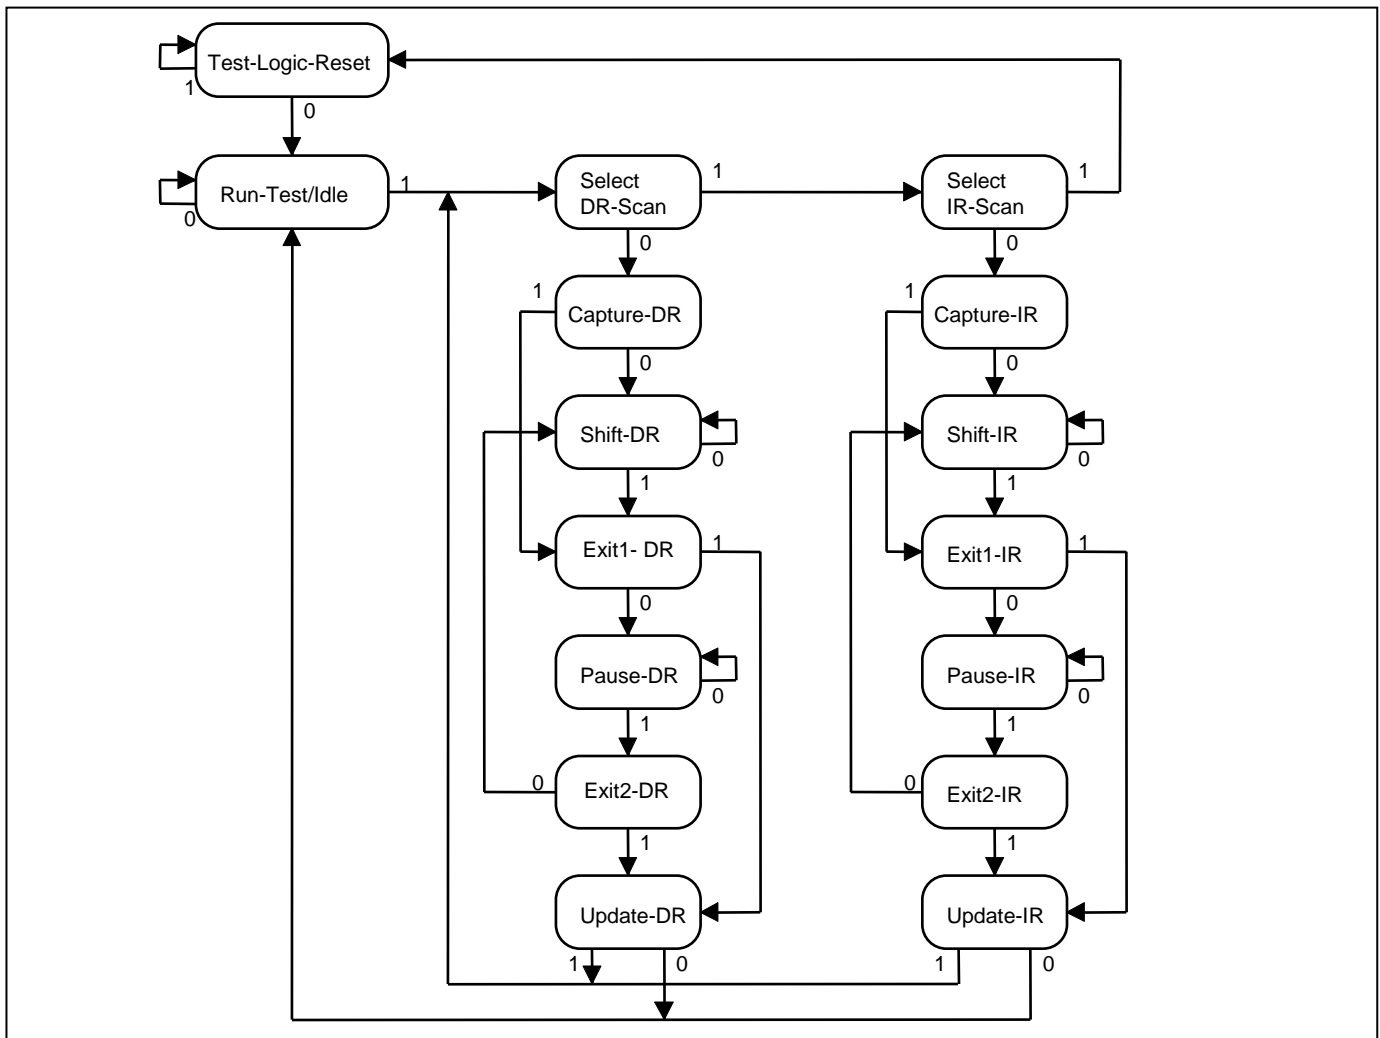 Test-Logic-Reset
1
0
Run-Test/Idle
0
1
Select
DR-Scan
1
0
Select
IR-Scan
1
0
1
Capture-DR
0
1
Capture-IR
0
Shift-DR
0
1
Shift-IR
0
1
Exit1- DR
1
0
Exit1-IR
1
0
Pause-DR
0
1
Pause-IR
0
1
0
Exit2-DR
1
0
Exit2-IR
1
Update-DR
1
0
Update-IR
1
0